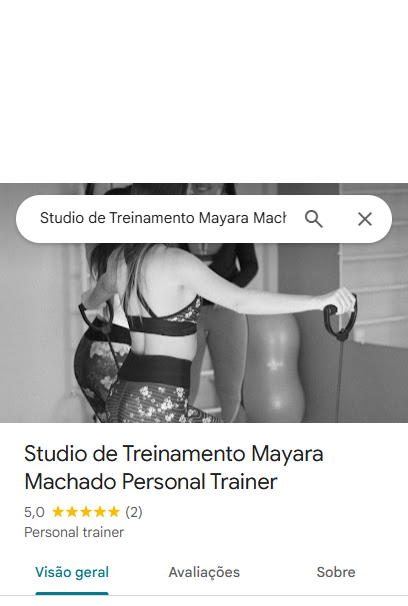 Studio de Treinamento Mayara Mach
Studio de Treinamento Mayara
Machado Personal Trainer
5,0 ★★★★★ (2)
Personal trainer
Visão geral Avaliações Sobre